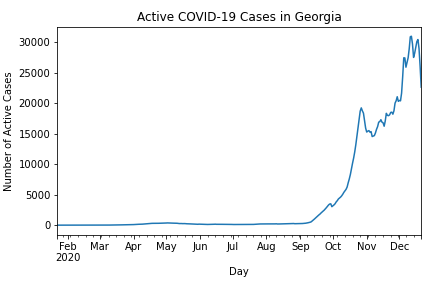 Active COVID-19 Cases in Georgia
30000
25000
20000
15000
10000
5000
0
Number of Active Cases
Feb Mar Apr May Jun Jul Aug Sep Oct Nov Dec
2020
Day